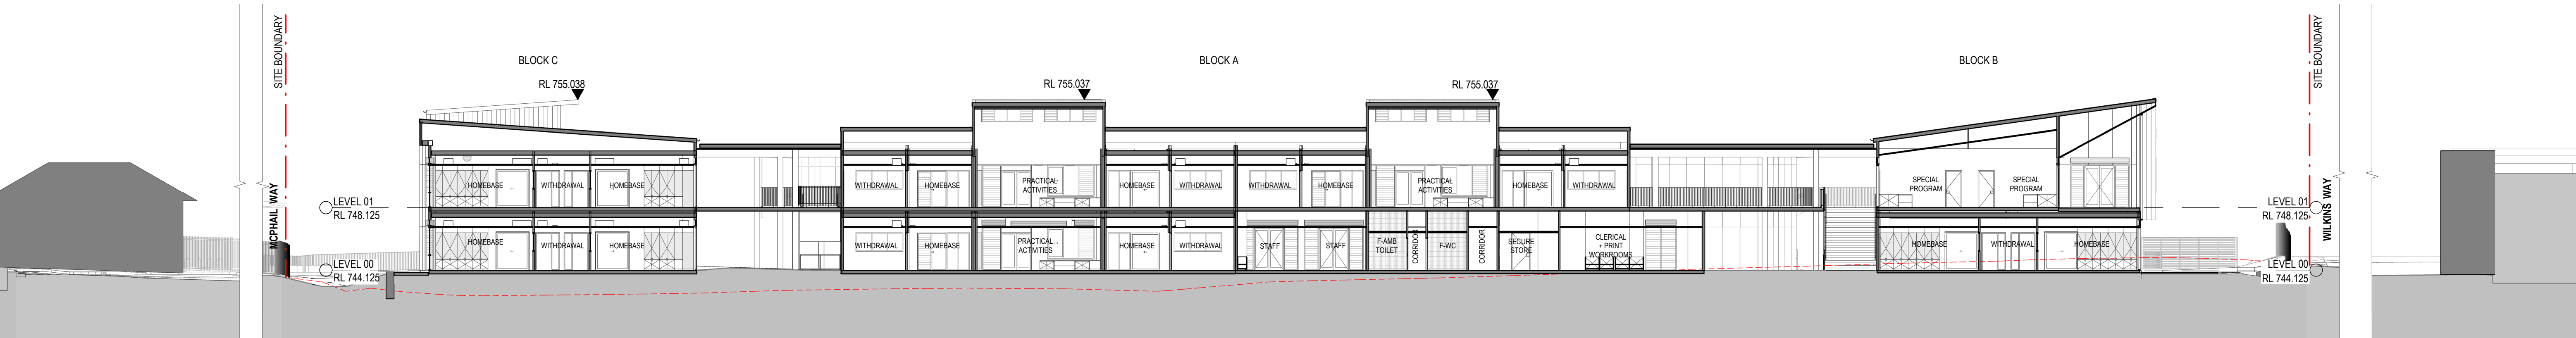 SITE BOUNDARY
MCPHAIL WAY
BLOCK C
BLOCK A
BLOCK B
SITE BOUNDARY
WILKINS WAY
RL 755.038
RL 755.037
RL 755.037
HOMEBASE
WITHDRAWAL
HOMEBASE
WITHDRAWAL
HOMEBASE
PRACTICAL
ACTIVITIES
HOMEBASE
WITHDRAWAL
WITHDRAWAL
HOMEBASE
PRACTICAL
ACTIVITIES
HOMEBASE
WITHDRAWAL
SPECIAL
PROGRAM
SPECIAL
PROGRAM
LEVEL 01
RL 748.125
LEVEL 01
RL 748.125
HOMEBASE
WITHDRAWAL
HOMEBASE
WITHDRAWAL
HOMEBASE
PRACTICAL
ACTIVITIES
HOMEBASE
WITHDRAWAL
STAFF
STAFF
F-AMB
TOILET
CORRIDOR
F-WC
CORRIDOR
SECURE
STORE
CLERICAL
+ PRINT
WORKROOMS
HOMEBASE
WITHDRAWAL
HOMEBASE
LEVEL 00
RL 744.125
LEVEL 00
RL 744.125